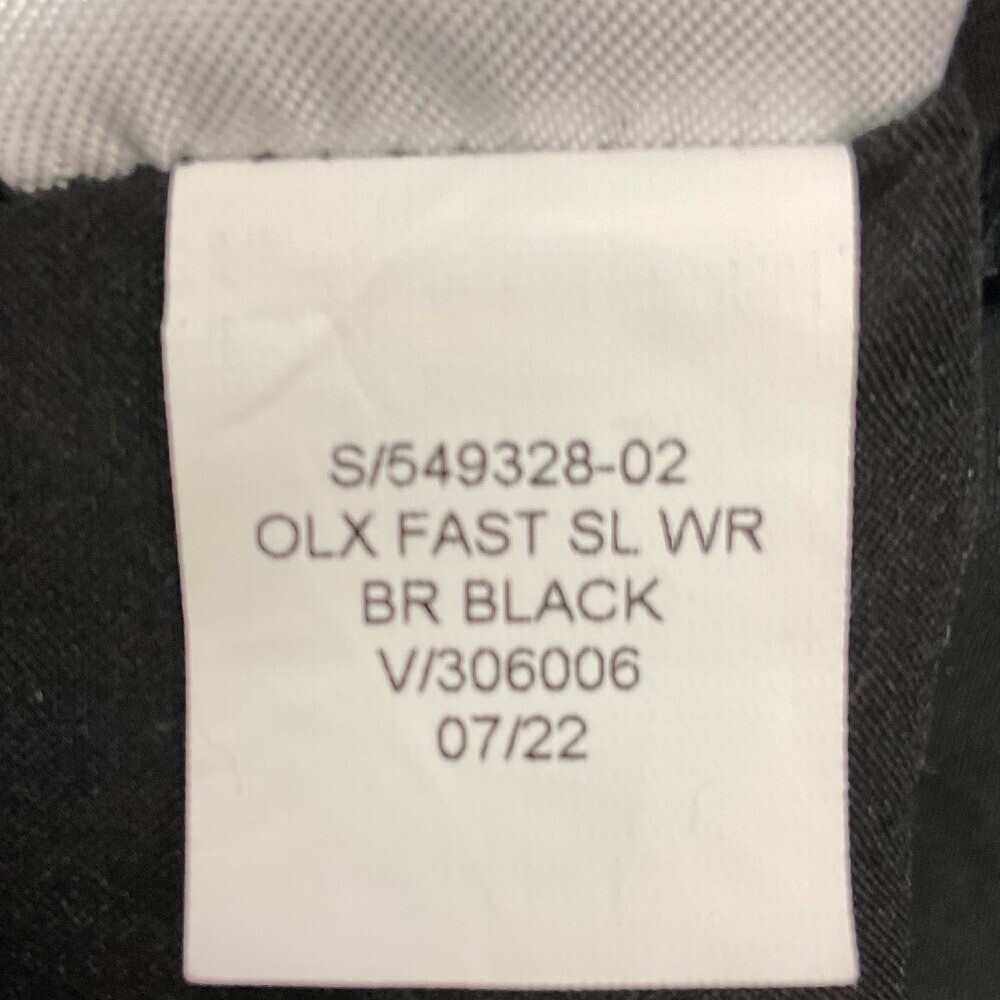 S/549328-02
OLX FAST SL WR
BR BLACK
V/306006
07/22